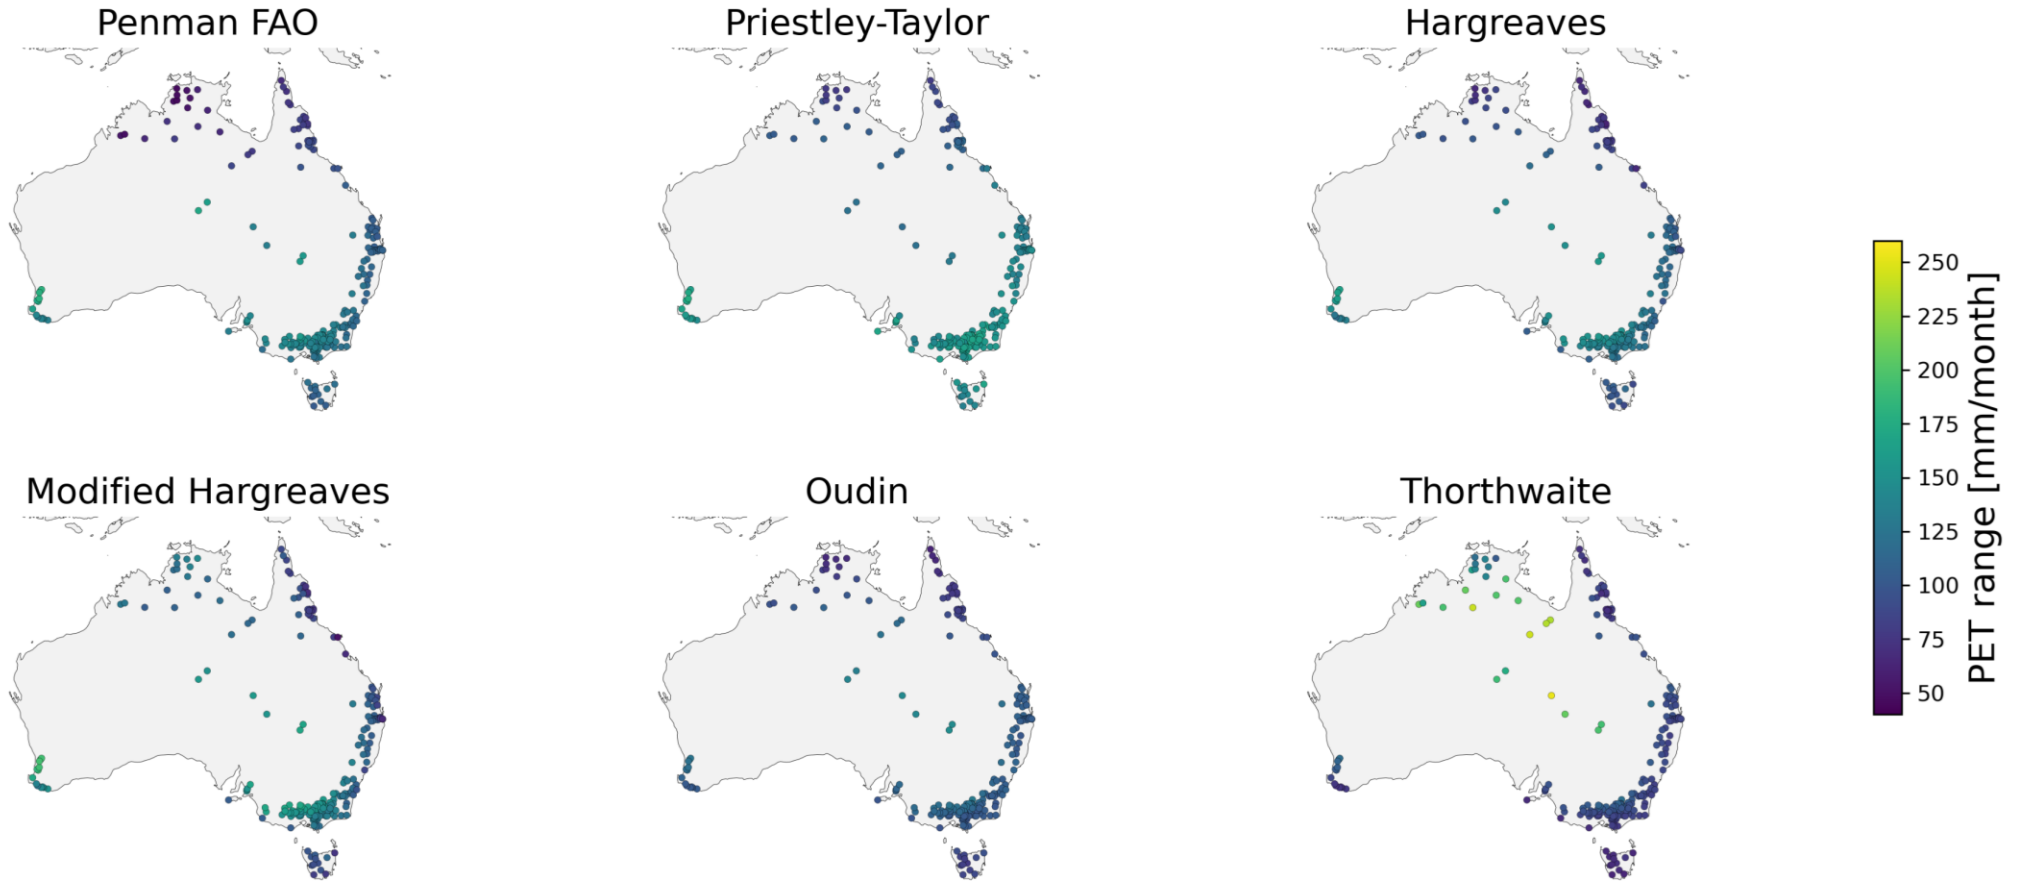 Penman FAO
Priestley-Taylor
Hargreaves
Modified Hargreaves
Oudin
Thorthwaite
250
225
200
175
150
125
100
75
50
PET range [mm/month]